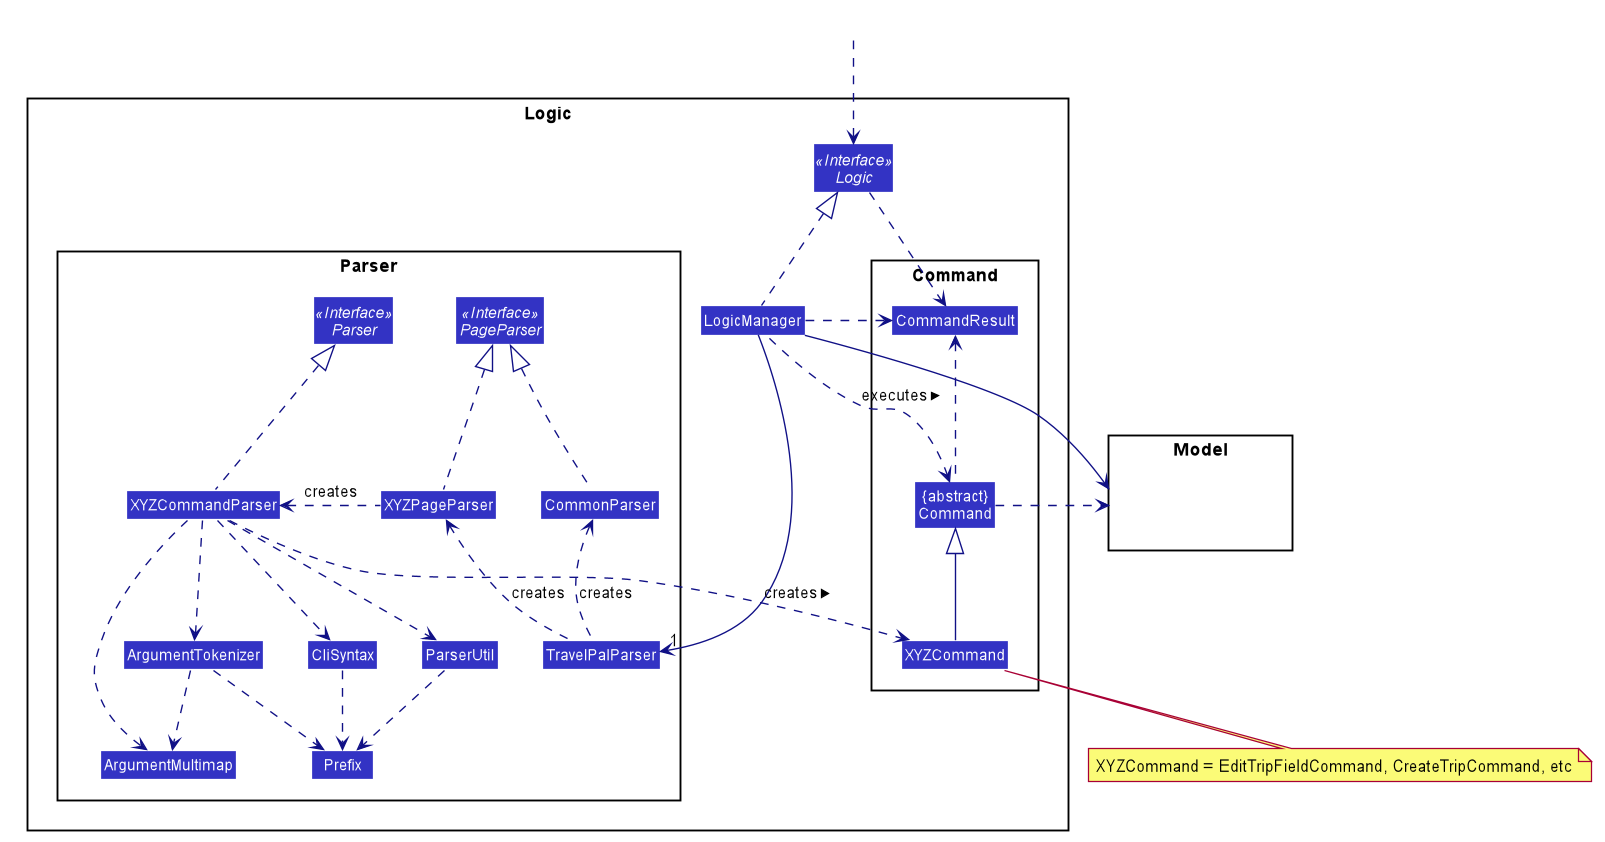 Logic
«Interface»
Logic
Parser
Command
«Interface»
Parser
«Interface»
PageParser
LogicManager
CommandResult
executes ►
Model
creates
XYZCommandParser
XYZPageParser
CommonParser
{abstract}
Command
creates
creates
creates ►
1
ArgumentTokenizer
CliSyntax
ParserUtil
TravelPalParser
XYZCommand
ArgumentMultimap
Prefix
XYZCommand = EditTripFieldCommand, CreateTripCommand, etc